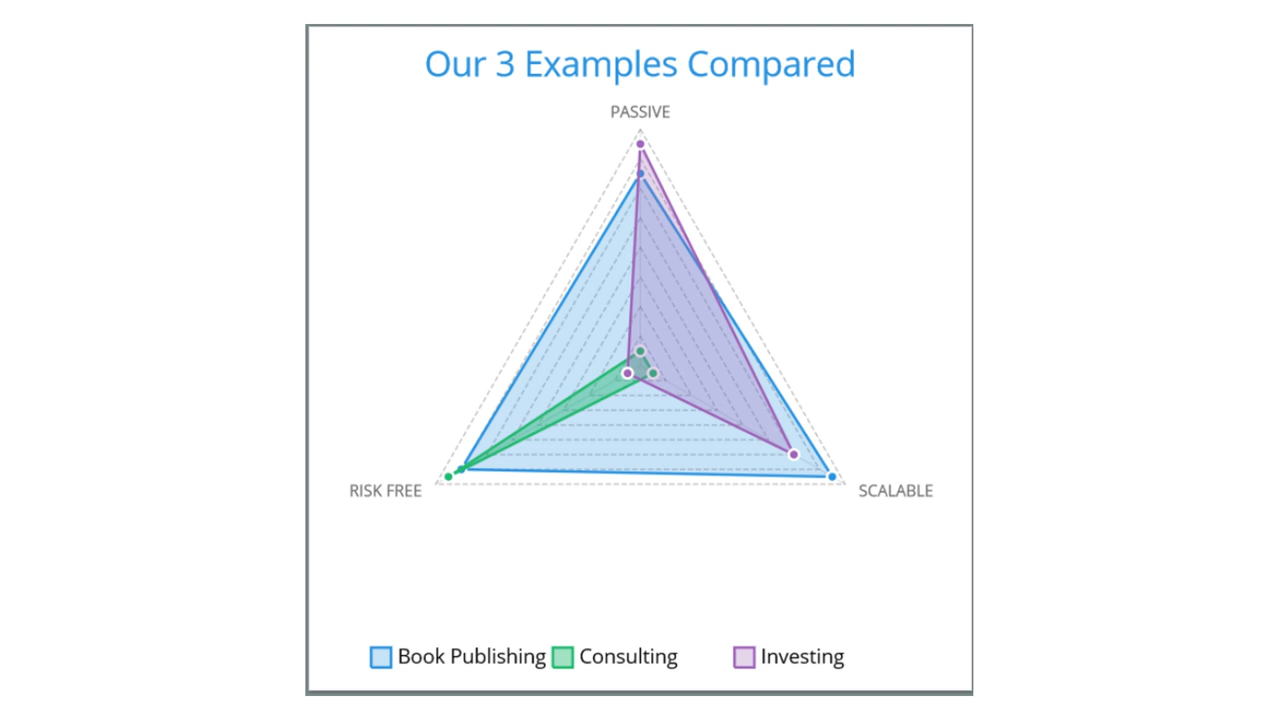 Our 3 Examples Compared
PASSIVE
RISK FREE
SCALABLE
Book Publishing
Consulting
Investing